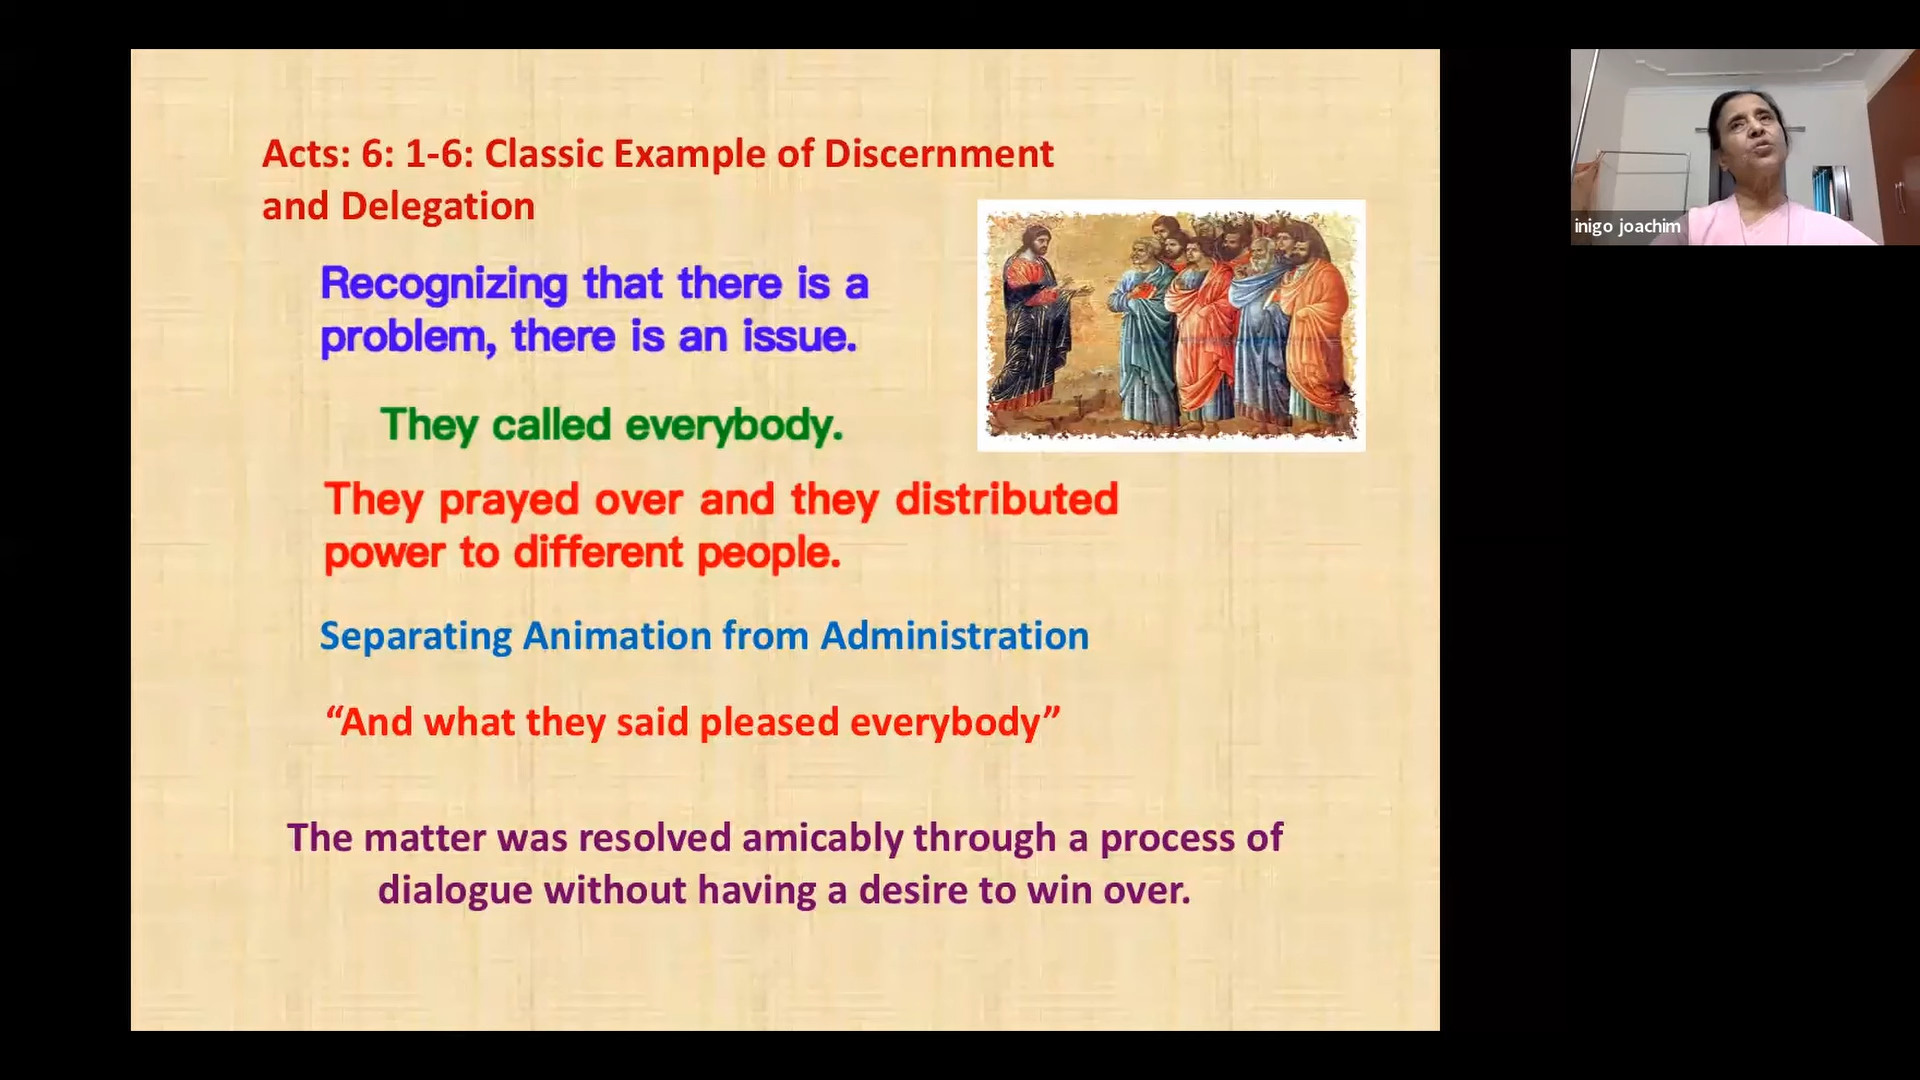 Acts: 6: 1-6: Classic Example of Discernment
and Delegation
Recognizing that there is a
problem, there is an issue.
They called everybody.
They prayed over and they distributed
power to different people.
Separating Animation from Administration
“And what they said pleased everybody”
The matter was resolved amicably through a process of
dialogue without having a desire to win over.
inigo joachim